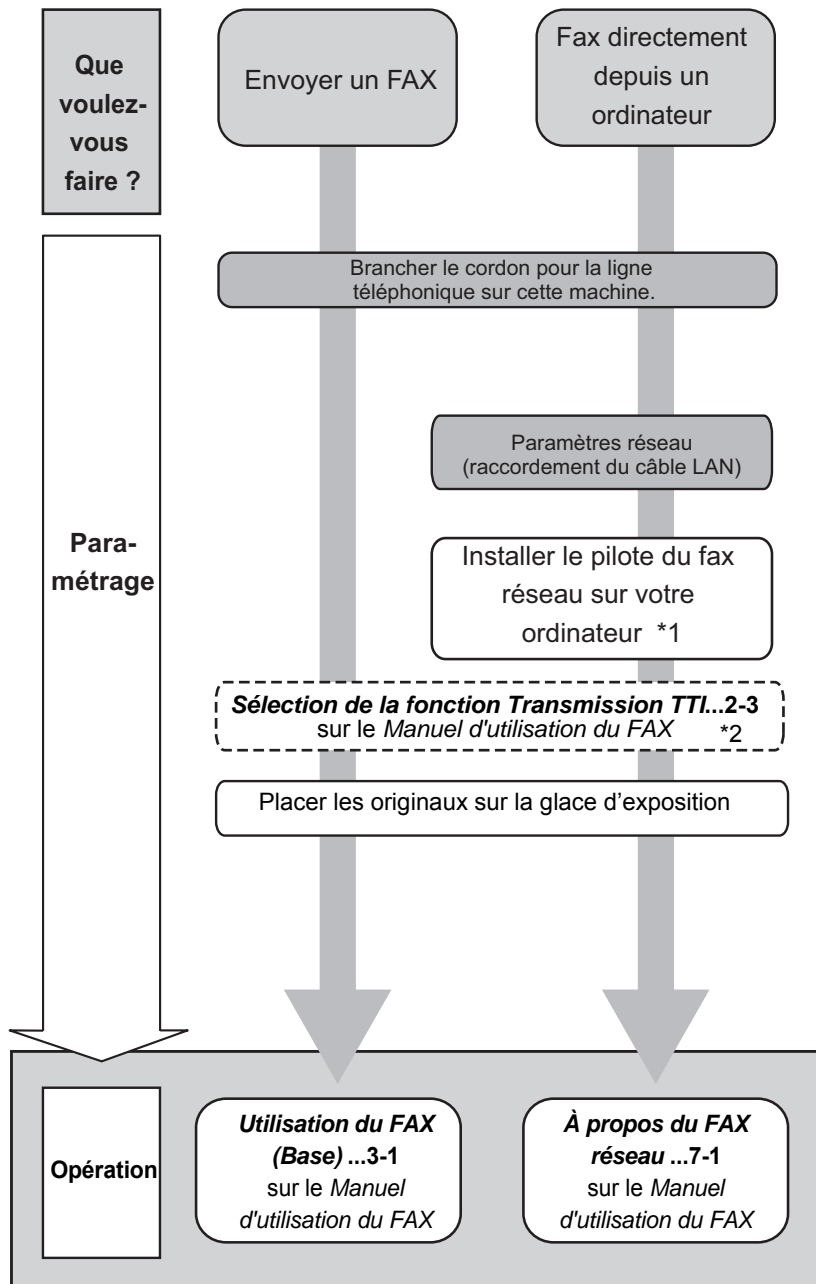 Que
voulez-
vous
faire ?
Envoyer un FAX
Fax directement
depuis un
ordinateur
Brancher le cordon pour la ligne
téléphonique sur cette machine.
Paramètres réseau
(raccordement du câble LAN)
Para-
métrage
Installer le pilote du fax
réseau sur votre
ordinateur *1
Sélection de la fonction Transmission TTI...2-3
sur le Manuel d'utilisation du FAX *2
Placer les originaux sur la glace d’exposition
Opération
Utilisation du FAX
(Base) ...3-1
sur le Manuel
d'utilisation du FAX
À propos du FAX
réseau ...7-1
sur le Manuel
d'utilisation du FAX